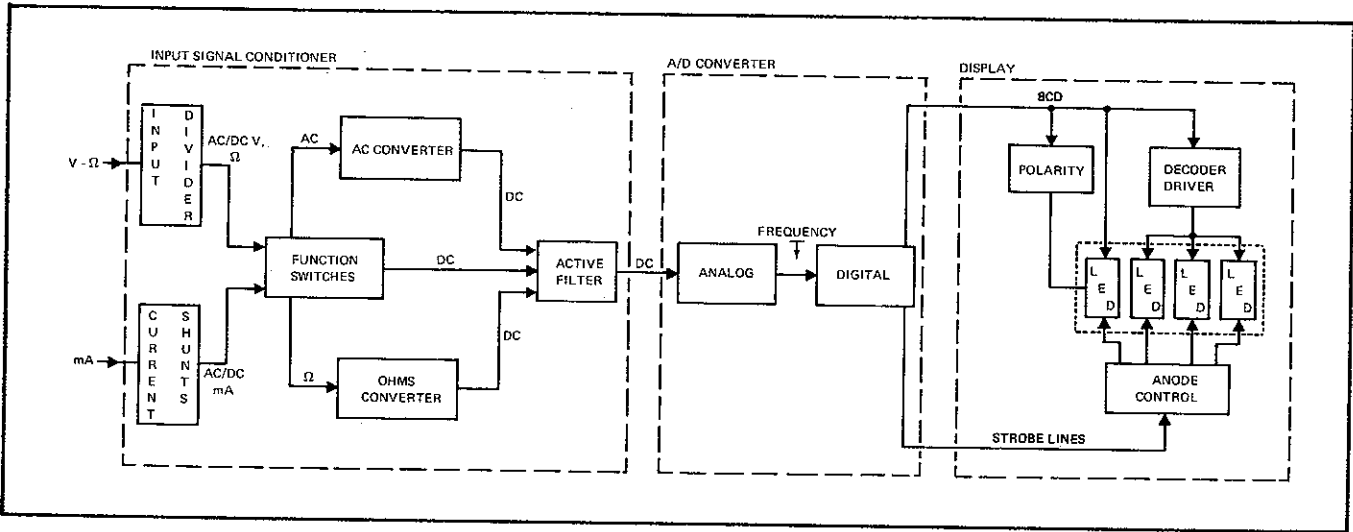 INPUT SIGNAL CONDITIONER
INPUT DIVIDER
V - Ω
AC/DC V,
Ω
CURRENT SHUNTS
mA
AC/DC
mA
FUNCTION
SWITCHES
AC
AC CONVERTER
DC
DC
Ω
OHMS
CONVERTER
DC
ACTIVE
FILTER
DC
A/D CONVERTER
ANALOG
FREQUENCY
DIGITAL
DISPLAY
BCD
POLARITY
DECODER
DRIVER
LED
LED
LED
LED
ANODE
CONTROL
STROBE LINES